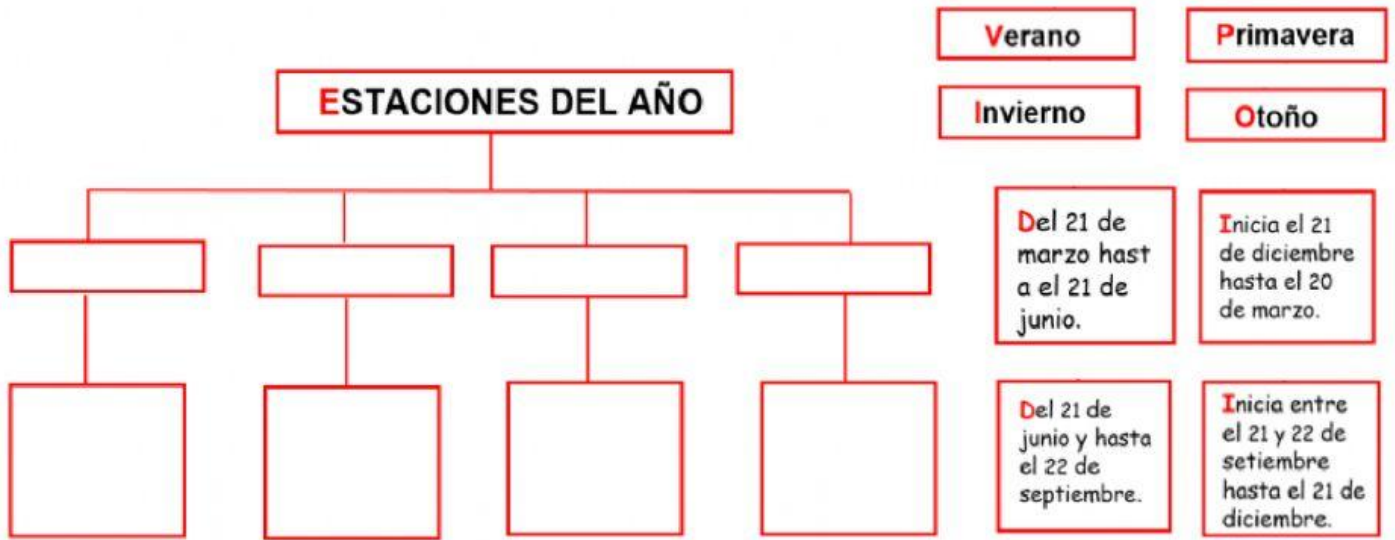 ESTACIONES DEL AÑO
Verano
Primavera
Invierno
Otoño
Del 21 de
marzo hast
a el 21 de
junio.
Inicia el 21
de diciembre
hasta el 20
de marzo.
Del 21 de
junio y hasta
el 22 de
septiembre.
Inicia entre
el 21 y 22 de
setiembre
hasta el 21 de
diciembre.